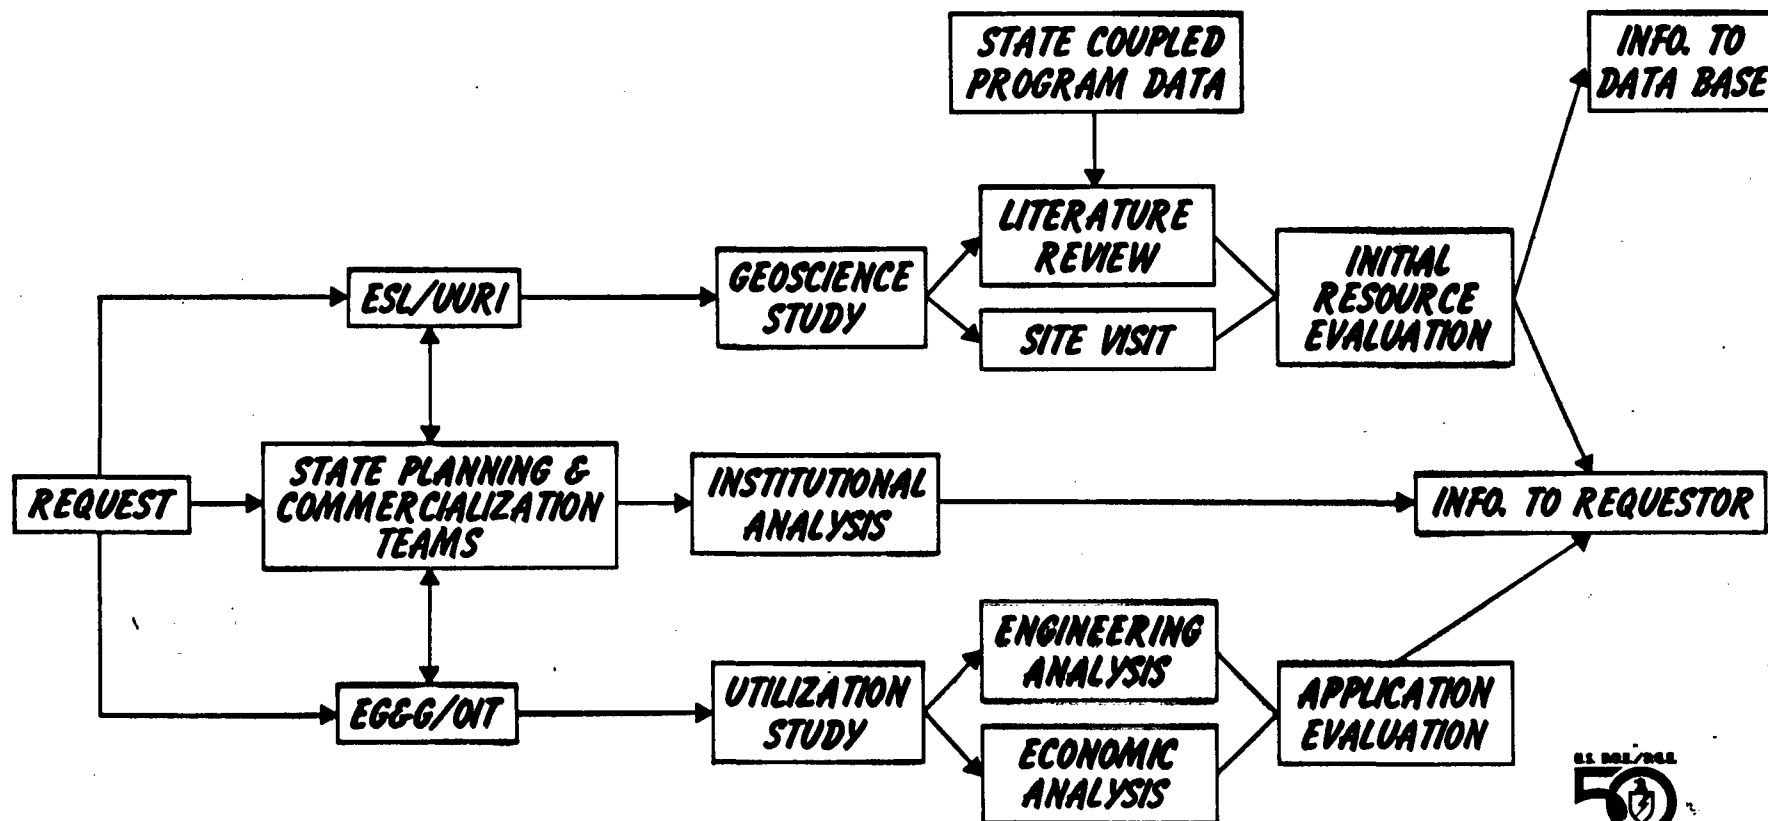 STATE COUPLED
PROGRAM DATA
INFO. TO
DATA BASE
LITERATURE
REVIEW
ESL/UURI
GEOSCIENCE
STUDY
SITE VISIT
INITIAL
RESOURCE
EVALUATION
REQUEST
STATE PLANNING &
COMMERCIALIZATION
TEAMS
INSTITUTIONAL
ANALYSIS
INFO. TO REQUESTOR
EG&G/OIT
UTILIZATION
STUDY
ENGINEERING
ANALYSIS
ECONOMIC
ANALYSIS
APPLICATION
EVALUATION
U.S. D.O.E./D.G.E.
50